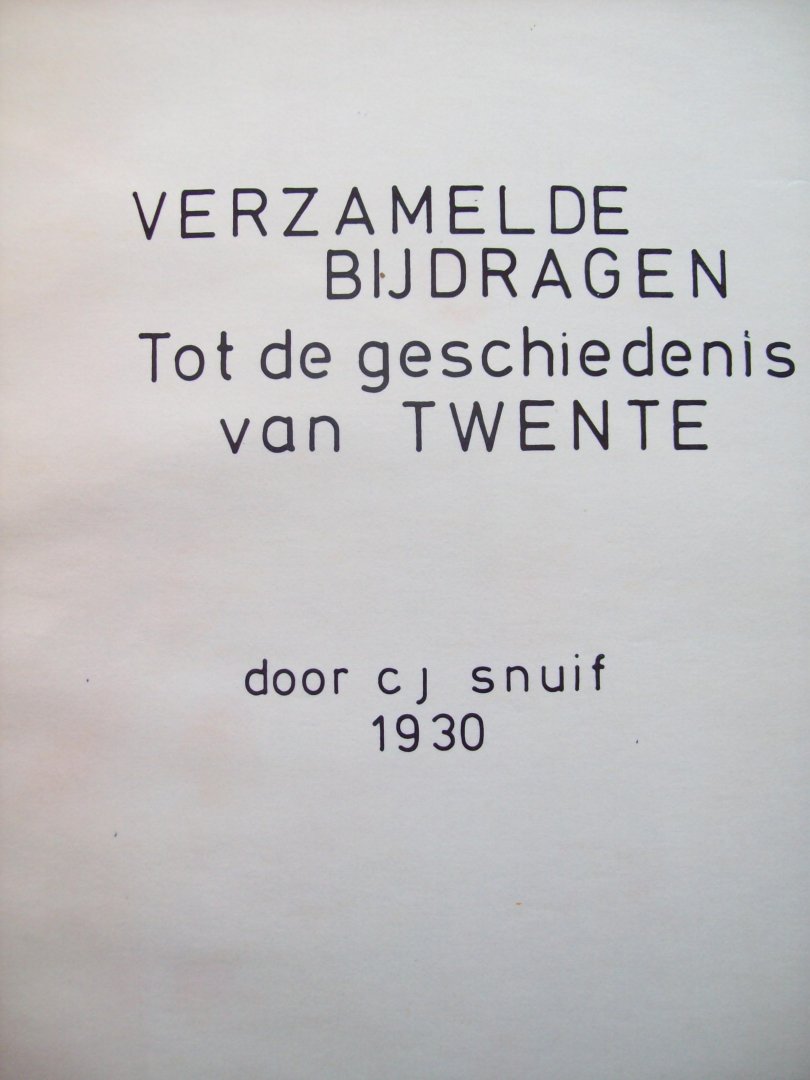 VERZAMELDE
BIJDRAGEN
Tot de geschiedenis
van TWENTE
door cj snuif
1930